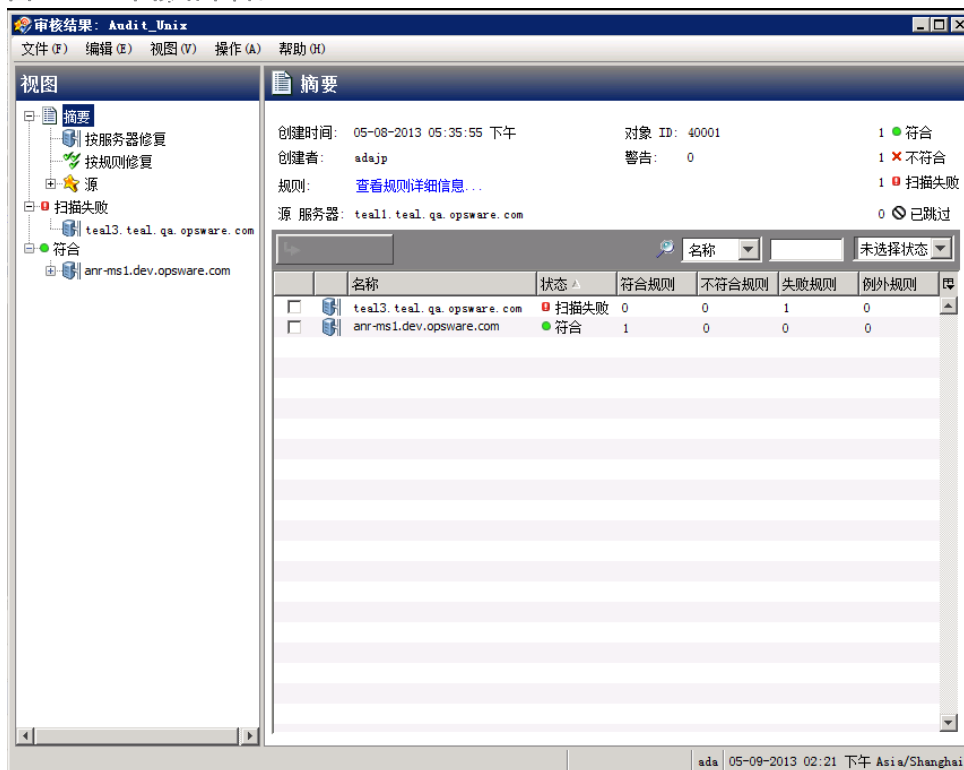 审核结果: Audit_Unix
文件(F) 编辑(E) 视图(V) 操作(A) 帮助(H)
视图
摘要
按服务器修复
按规则修复
源
扫描失败
teal3.teal.qa.opsware.com
符合
anr-ms1.dev.opsware.com
摘要
创建时间: 05-08-2013 05:35:55 下午 对象 ID: 40001 1 符合
创建者: adajp 警告: 0 1 不符合
规则: 查看规则详细信息... 1 扫描失败
源 服务器: teal1.teal.qa.opsware.com 0 已跳过
名称 未选择状态
名称 状态 符合规则 不符合规则 失败规则 例外规则
teal3.teal.qa.opsware.com 扫描失败 0 0 1 0
anr-ms1.dev.opsware.com 符合 1 0 0 0
ada 05-09-2013 02:21 下午 Asia/Shanghai